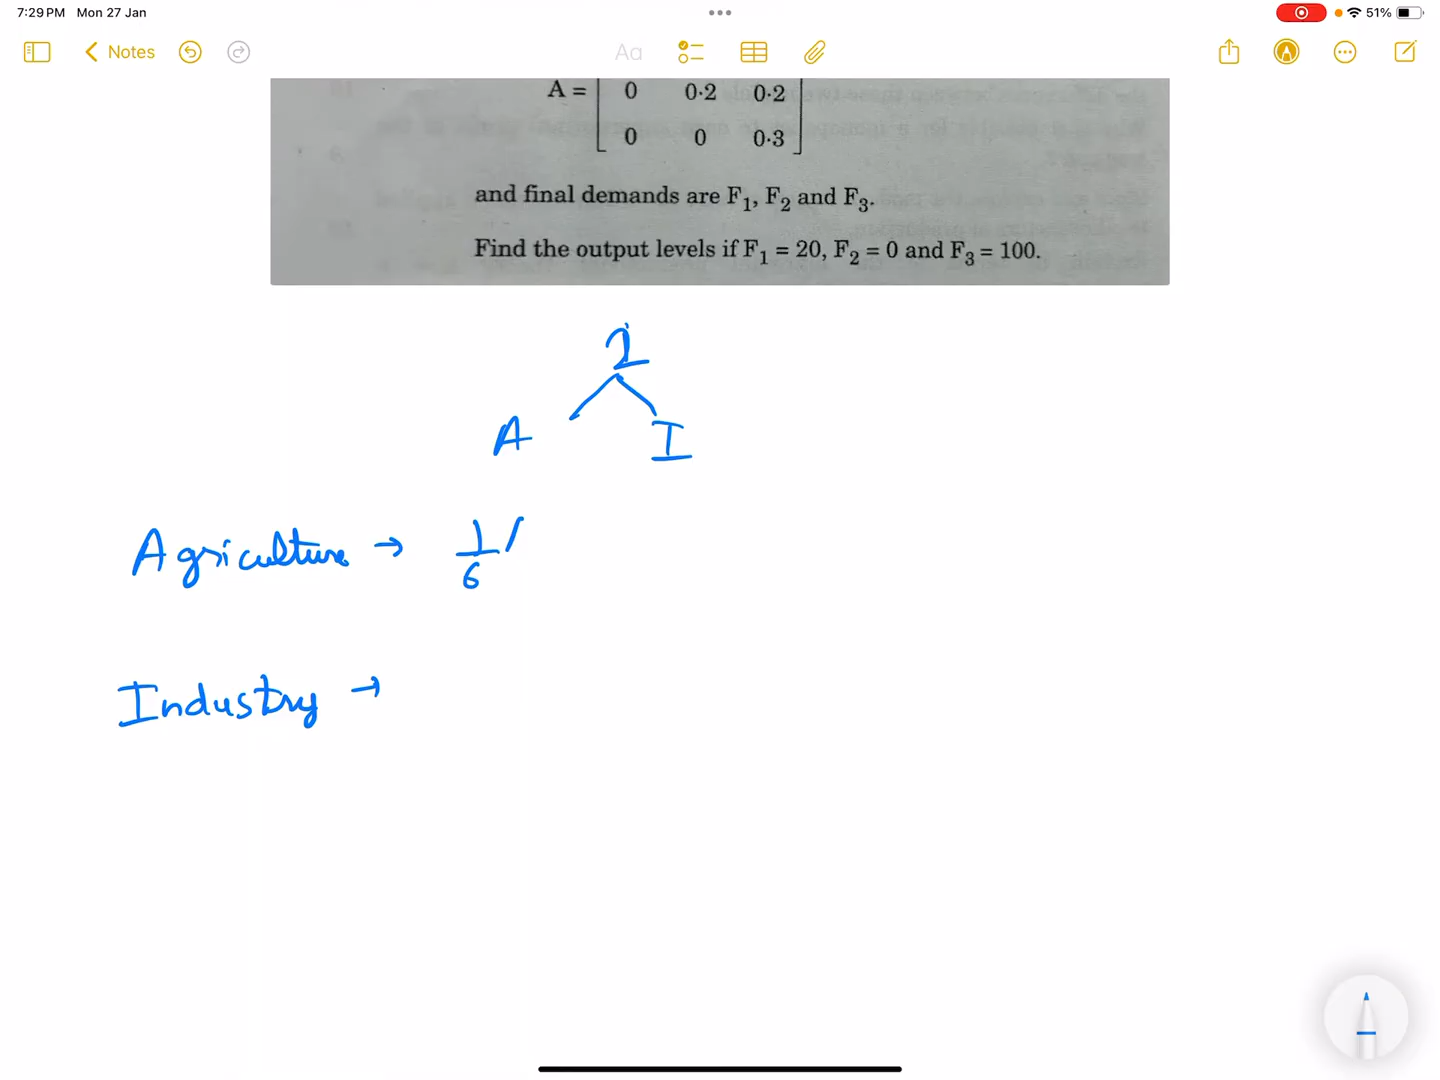 7:29 PM Mon 27 Jan
51%
Notes
Aa
A = 0 0·2 0·2
0 0 0·3
and final demands are F₁, F₂ and F₃.
Find the output levels if F₁ = 20, F₂ = 0 and F₃ = 100.
A I
Agriculture → 1/6
Industry →